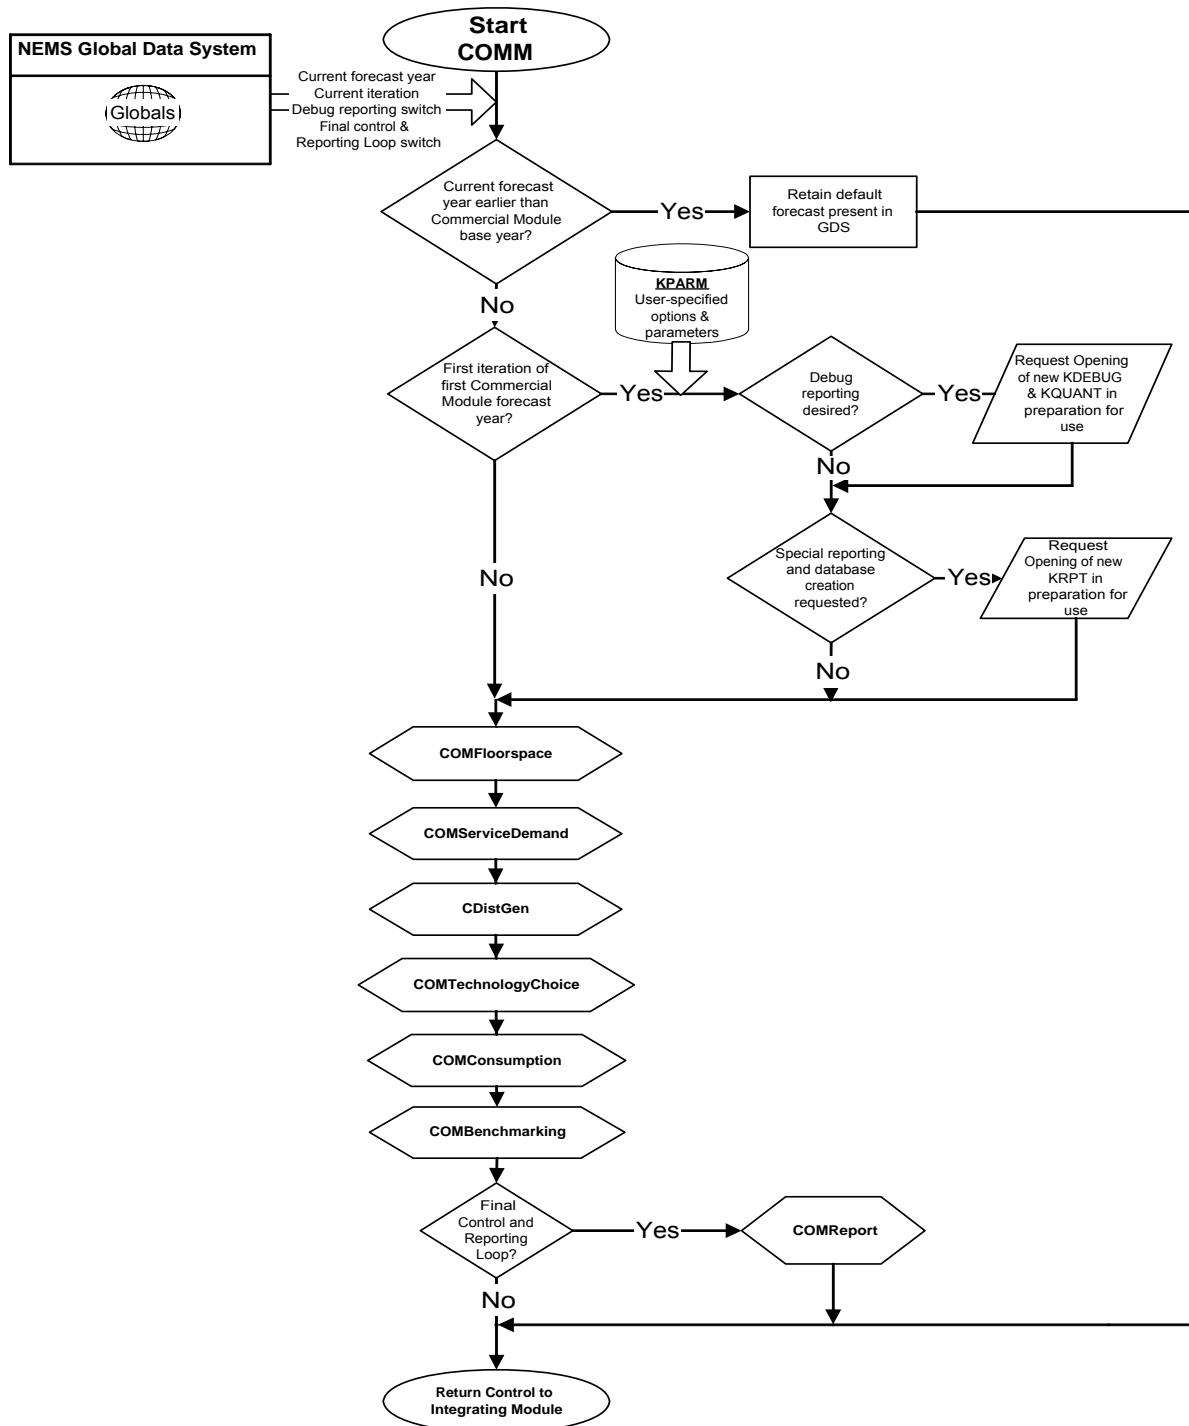 Start
COMM
NEMS Global Data System
Globals
Current forecast year
Current iteration
Debug reporting switch
Final control &
Reporting Loop switch
Current forecast
year earlier than
Commercial Module
base year?
Yes
Retain default
forecast present in
GDS
No
KPARM
User-specified
options &
parameters
First iteration of
first Commercial
Module forecast
year?
Yes
Debug
reporting
desired?
Yes
Request Opening
of new KDEBUG
& KQUANT in
preparation for
use
No
No
Special reporting
and database
creation
requested?
Yes
Request
Opening of new
KRPT in
preparation for
use
No
COMFloorspace
COMServiceDemand
CDistGen
COMTechnologyChoice
COMConsumption
COMBenchmarking
Final
Control and
Reporting
Loop?
Yes
COMReport
No
Return Control to
Integrating Module